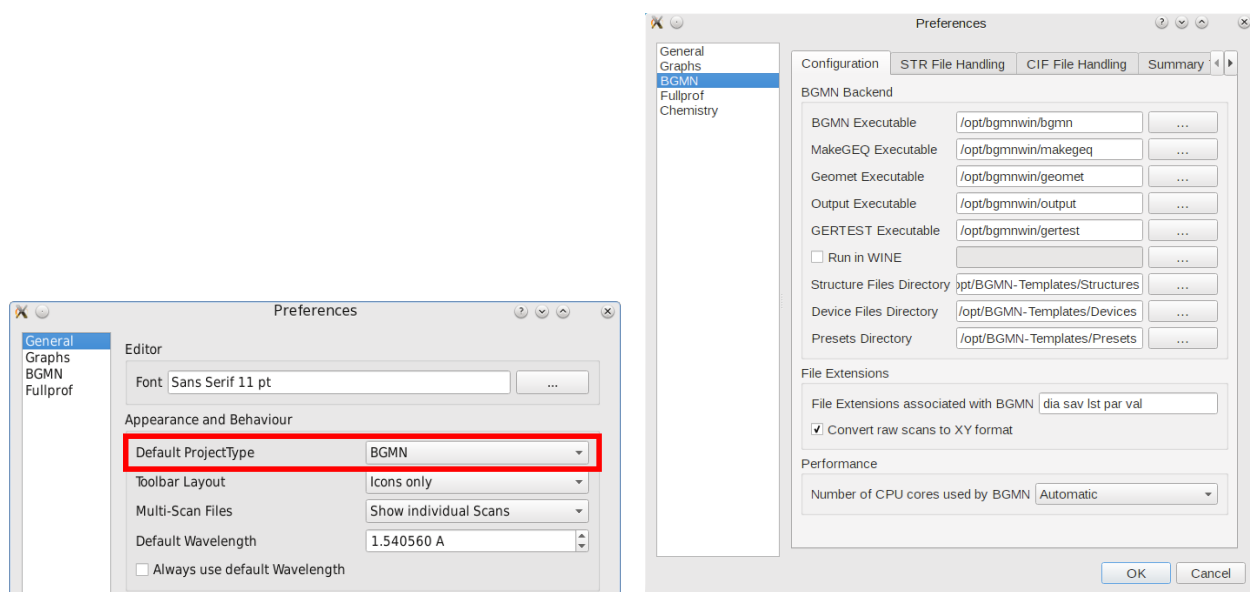 Preferences
General
Graphs
BGMN
Fullprof
Editor
Font Sans Serif 11 pt ...
Appearance and Behaviour
Default ProjectType BGMN
Toolbar Layout Icons only
Multi-Scan Files Show individual Scans
Default Wavelength 1.540560 A
Always use default Wavelength
Preferences
General
Graphs
BGMN
Fullprof
Chemistry
Configuration STR File Handling CIF File Handling Summary
BGMN Backend
BGMN Executable /opt/bgmnwin/bgmn ...
MakeGEQ Executable /opt/bgmnwin/makegeq ...
Geomet Executable /opt/bgmnwin/geomet ...
Output Executable /opt/bgmnwin/output ...
GERTEST Executable /opt/bgmnwin/gertest ...
Run in WINE ...
Structure Files Directory opt/BGMN-Templates/Structures ...
Device Files Directory /opt/BGMN-Templates/Devices ...
Presets Directory /opt/BGMN-Templates/Presets ...
File Extensions
File Extensions associated with BGMN dia sav lst par val
Convert raw scans to XY format
Performance
Number of CPU cores used by BGMN Automatic
OK Cancel